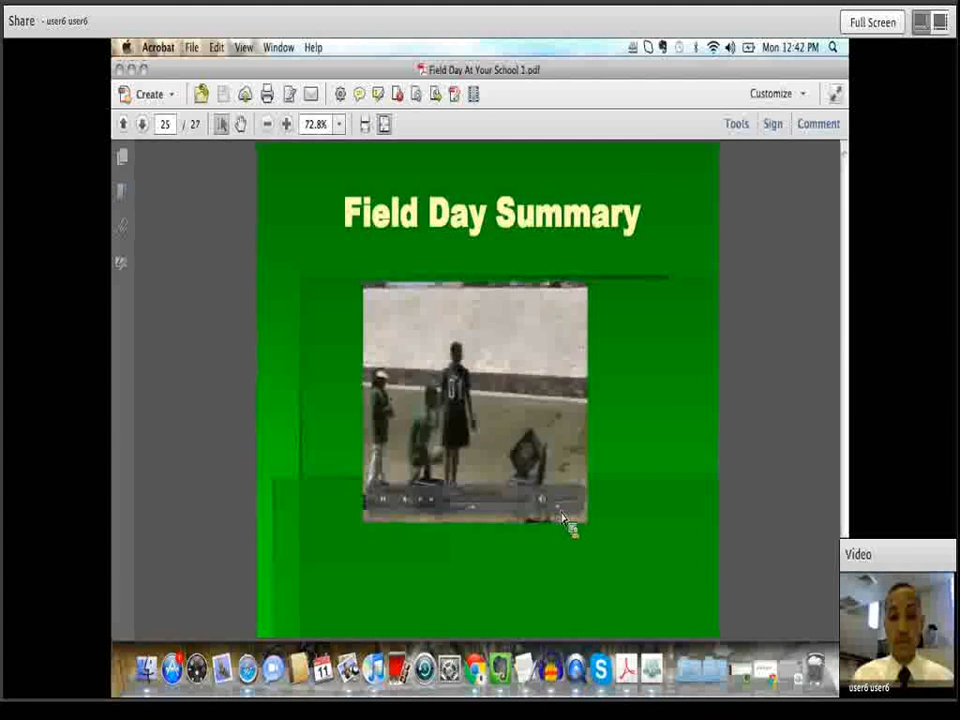 Share - user6 user6
Full Screen
Acrobat File Edit View Window Help
Mon 12:42 PM
Field Day At Your School 1.pdf
Create
Customize
25 / 27
72.8%
Tools Sign Comment
Field Day Summary
Video
11
S
user6 user6